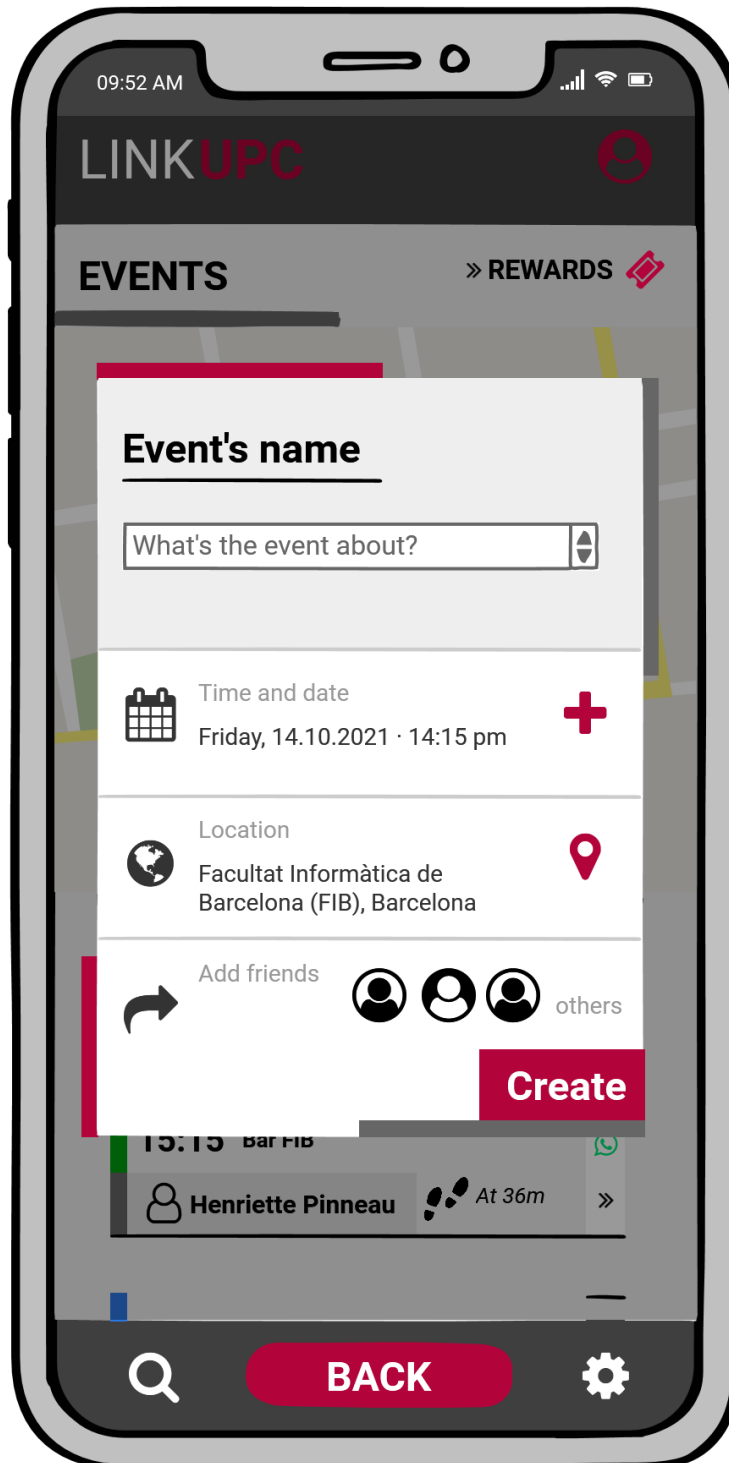 09:52 AM
LINKUPC
EVENTS
» REWARDS
Event's name
What's the event about?
Time and date
Friday, 14.10.2021 · 14:15 pm
Location
Facultat Informàtica de
Barcelona (FIB), Barcelona
Add friends
others
Create
15:15 Bar FIB
Henriette Pinneau
At 36m
»
BACK